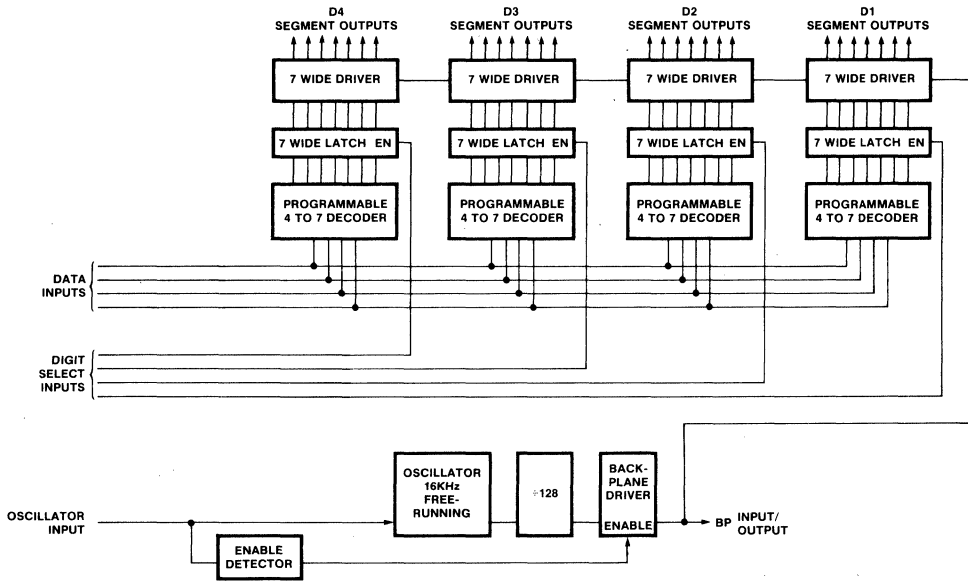 D4
SEGMENT OUTPUTS
D3
SEGMENT OUTPUTS
D2
SEGMENT OUTPUTS
D1
SEGMENT OUTPUTS
7 WIDE DRIVER
7 WIDE DRIVER
7 WIDE DRIVER
7 WIDE DRIVER
7 WIDE LATCH EN
7 WIDE LATCH EN
7 WIDE LATCH EN
7 WIDE LATCH EN
PROGRAMMABLE
4 TO 7 DECODER
PROGRAMMABLE
4 TO 7 DECODER
PROGRAMMABLE
4 TO 7 DECODER
PROGRAMMABLE
4 TO 7 DECODER
DATA
INPUTS
DIGIT
SELECT
INPUTS
OSCILLATOR
INPUT
OSCILLATOR
16KHz
FREE-
RUNNING
÷128
BACK-
PLANE
DRIVER
ENABLE
BP INPUT/
OUTPUT
ENABLE
DETECTOR